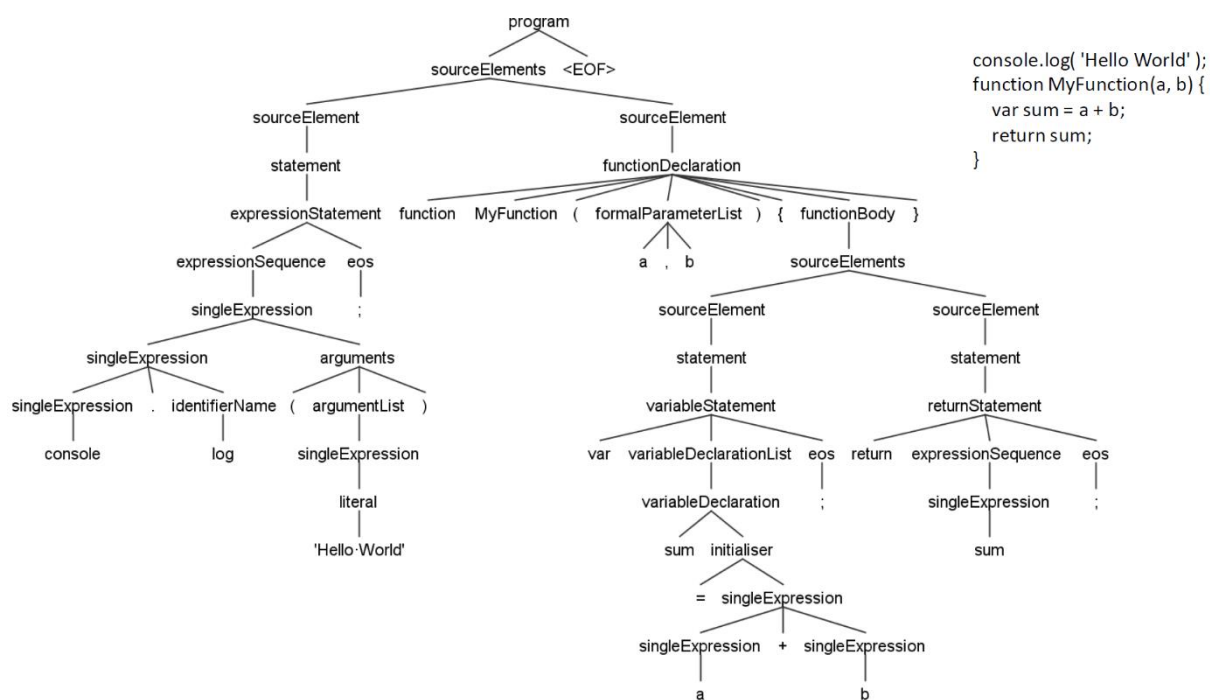 program
sourceElements <EOF>
console.log( 'Hello World' );
function MyFunction(a, b) {
var sum = a + b;
return sum;
}
sourceElement sourceElement
statement functionDeclaration
expressionStatement function MyFunction ( formalParameterList ) { functionBody }
expressionSequence eos a , b sourceElements
singleExpression ; sourceElement sourceElement
singleExpression arguments statement statement
singleExpression . identifierName ( argumentList ) variableStatement returnStatement
console log singleExpression var variableDeclarationList eos return expressionSequence eos
literal variableDeclaration ; singleExpression ;
'Hello·World' sum initialiser sum
= singleExpression
singleExpression + singleExpression
a b